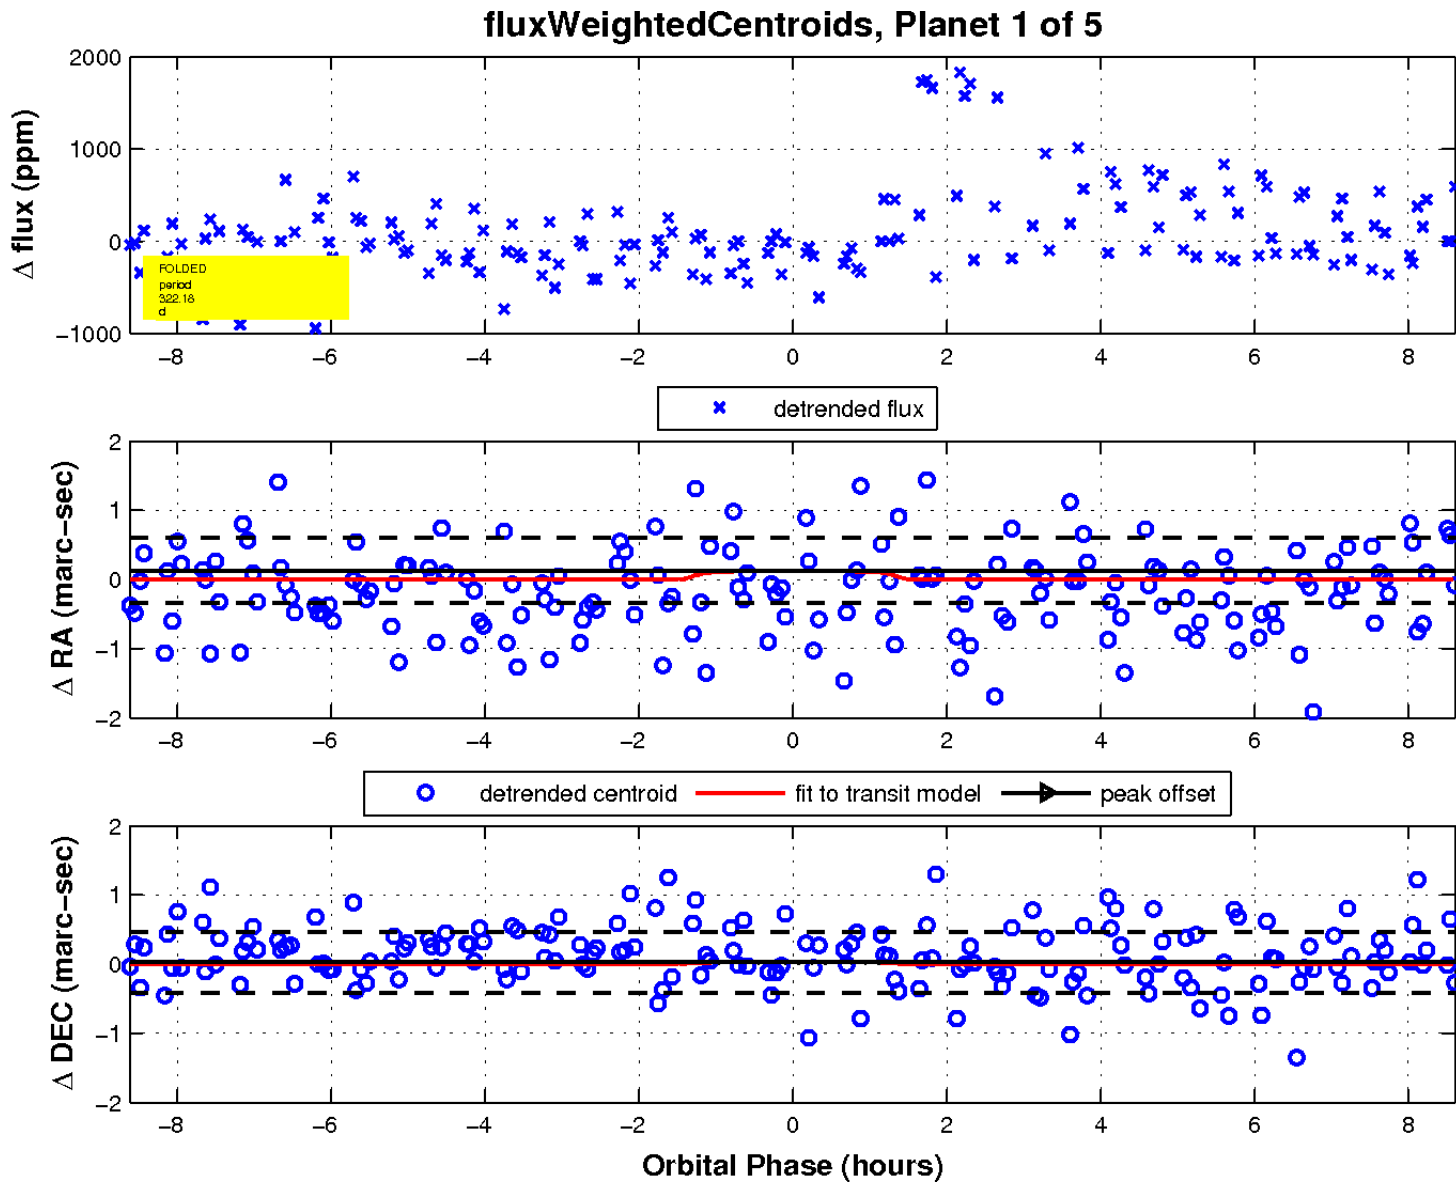 fluxWeightedCentroids, Planet 1 of 5
Δ flux (ppm)
2000
1000
0
−1000
FOLDED
period
322.18
d
−8 −6 −4 −2 0 2 4 6 8
detrended flux
Δ RA (marc−sec)
2
1
0
−1
−2
−8 −6 −4 −2 0 2 4 6 8
detrended centroid fit to transit model peak offset
Δ DEC (marc−sec)
2
1
0
−1
−2
−8 −6 −4 −2 0 2 4 6 8
Orbital Phase (hours)